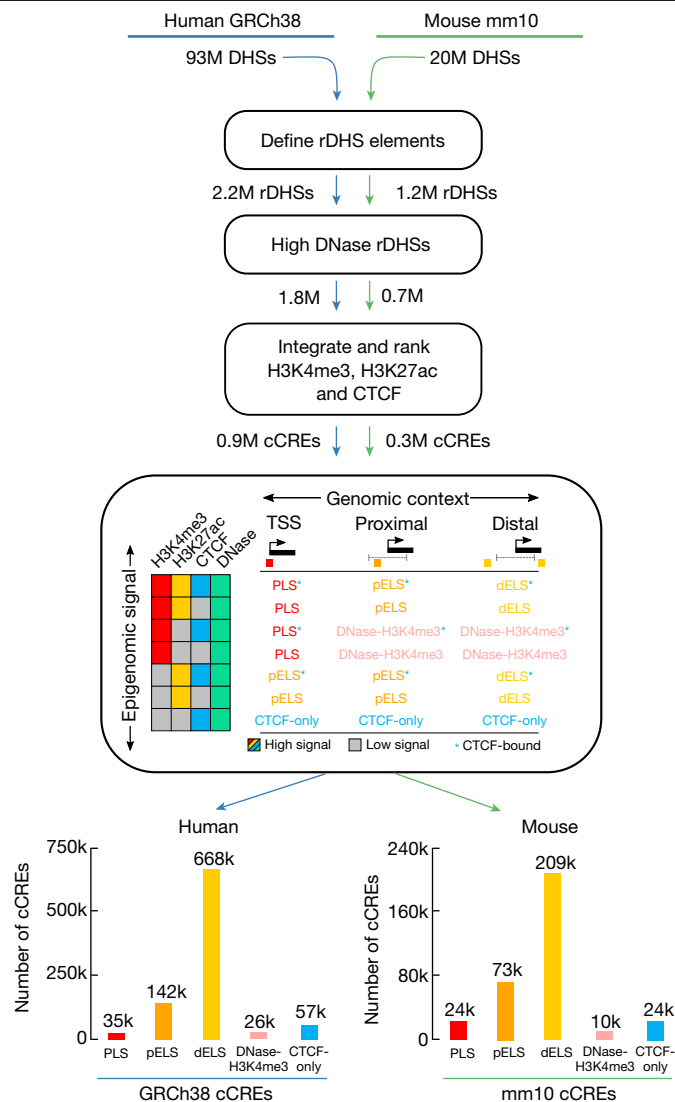 Human GRCh38
Mouse mm10
93M DHSs
20M DHSs
Define rDHS elements
2.2M rDHSs
1.2M rDHSs
High DNase rDHSs
1.8M
0.7M
Integrate and rank
H3K4me3, H3K27ac
and CTCF
0.9M cCREs
0.3M cCREs
Genomic context
TSS
Proximal
Distal
Epigenomic signal
H3K4me3
H3K27ac
CTCF
DNase
PLS* pELS* dELS*
PLS pELS dELS
PLS* DNase-H3K4me3* DNase-H3K4me3*
PLS DNase-H3K4me3 DNase-H3K4me3
pELS* pELS* dELS*
pELS pELS dELS
CTCF-only CTCF-only CTCF-only
High signal
Low signal
* CTCF-bound
Human
Number of cCREs
750k
500k
250k
0
35k
142k
668k
26k
57k
PLS
pELS
dELS
DNase-
H3K4me3
CTCF-
only
GRCh38 cCREs
Mouse
Number of cCREs
240k
160k
80k
0
24k
73k
209k
10k
24k
PLS
pELS
dELS
DNase-
H3K4me3
CTCF-
only
mm10 cCREs